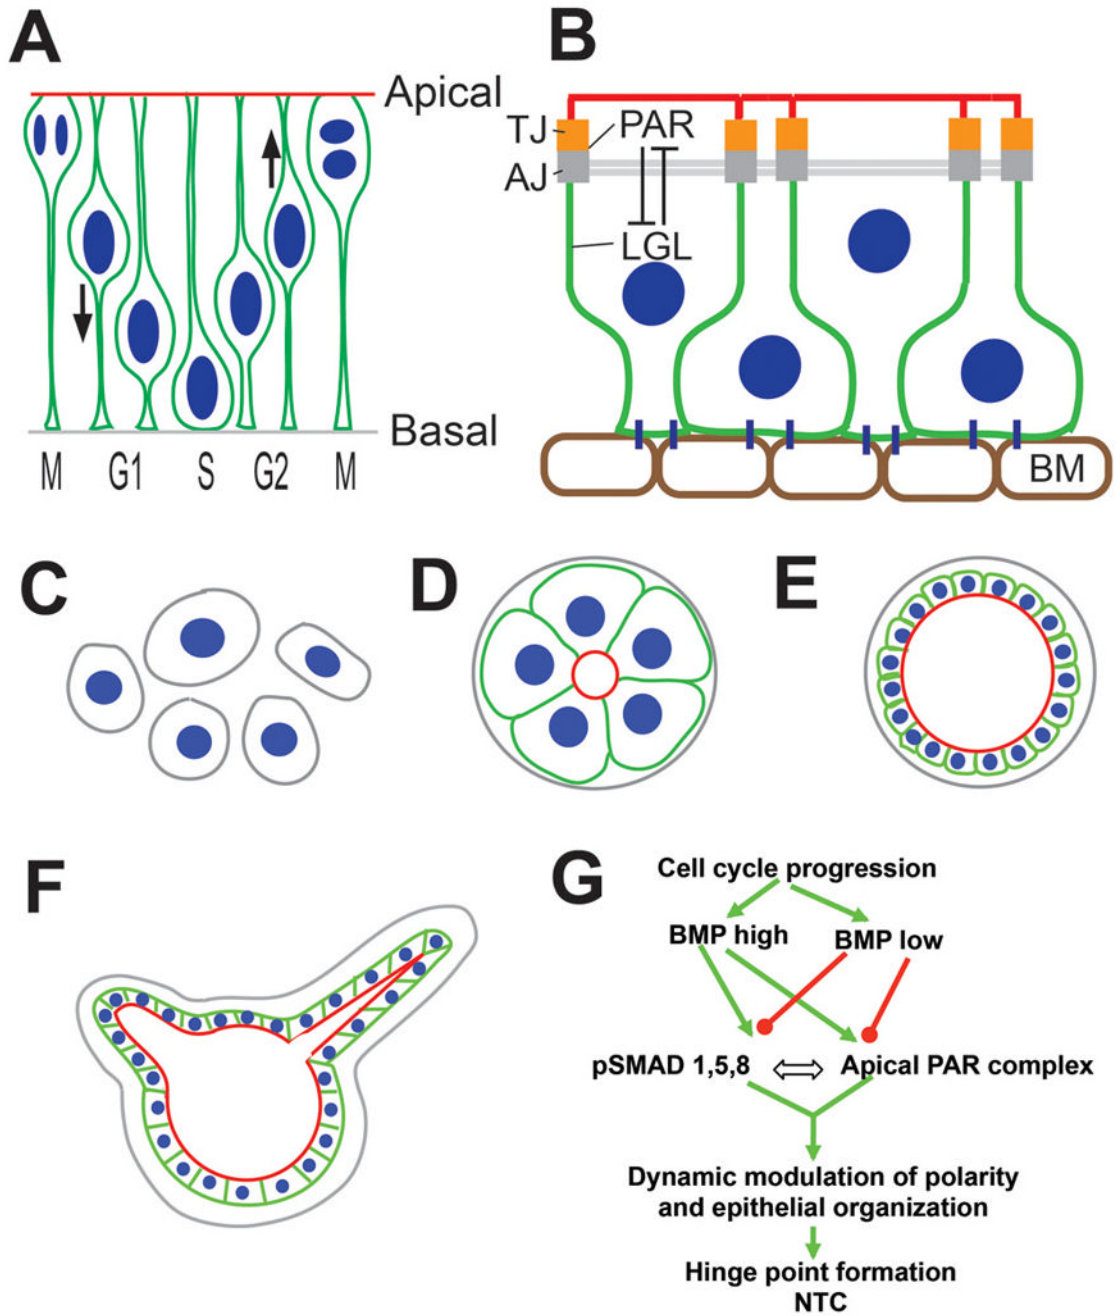 A
Apical
Basal
M G1 S G2 M
B
TJ
PAR
AJ
LGL
BM
C
D
E
F
G
Cell cycle progression
BMP high
BMP low
pSMAD 1,5,8
Apical PAR complex
Dynamic modulation of polarity
and epithelial organization
Hinge point formation
NTC